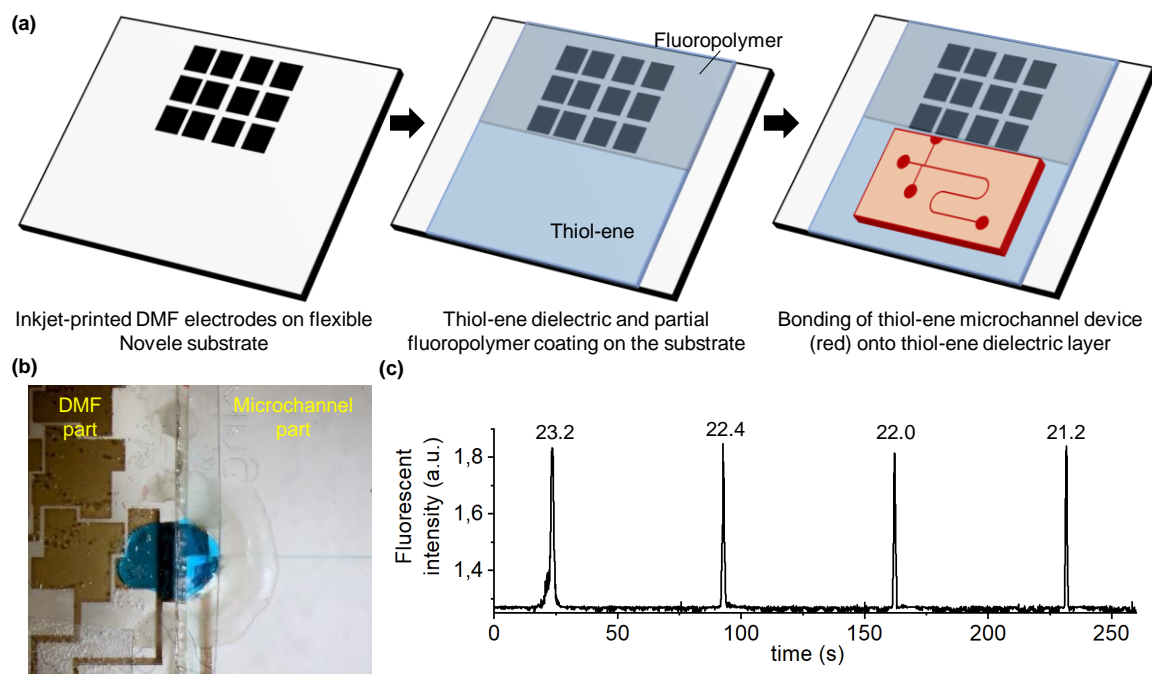 (a)
Fluoropolymer
Thiol-ene
Inkjet-printed DMF electrodes on flexible
Novele substrate
Thiol-ene dielectric and partial
fluoropolymer coating on the substrate
Bonding of thiol-ene microchannel device
(red) onto thiol-ene dielectric layer
(b)
DMF
part
Microchannel
part
(c)
23.2
22.4
22.0
21.2
Fluorescent
intensity (a.u.)
1,8
1,6
1,4
0
50
100
150
200
250
time (s)